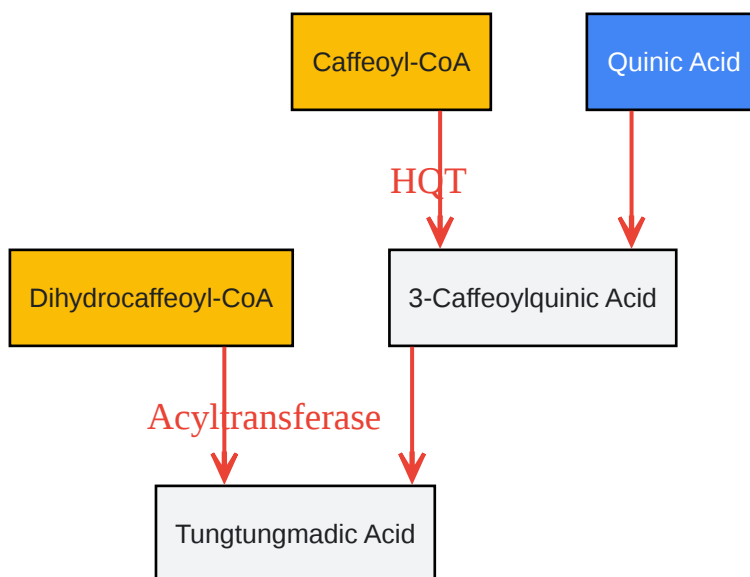 Caffeoyl-CoA
Quinic Acid
HQT
Dihydrocaffeoyl-CoA
3-Caffeoylquinic Acid
Acyltransferase
Tungtungmadic Acid